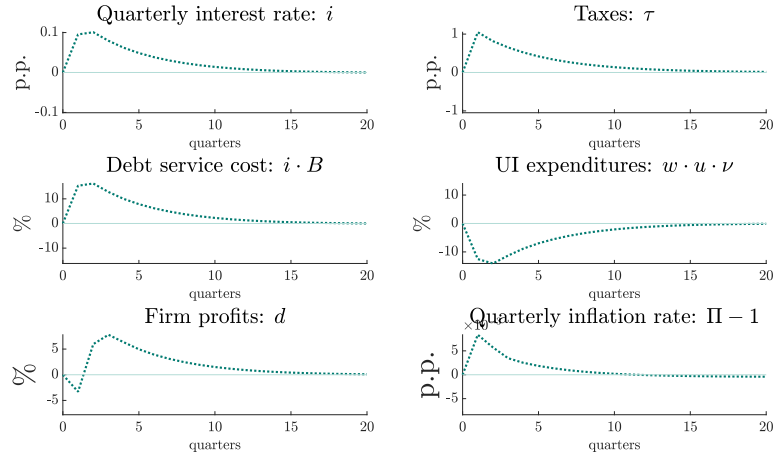 Quarterly interest rate: i
p.p.
0.1
0
-0.1
0 5 10 15 20
quarters
Taxes: τ
p.p.
1
0
-1
0 5 10 15 20
quarters
Debt service cost: i · B
%
10
0
-10
0 5 10 15 20
quarters
UI expenditures: w · u · ν
%
10
0
-10
0 5 10 15 20
quarters
Firm profits: d
%
5
0
-5
0 5 10 15 20
quarters
Quarterly inflation rate: Π − 1
×10
p.p.
5
0
-5
0 5 10 15 20
quarters